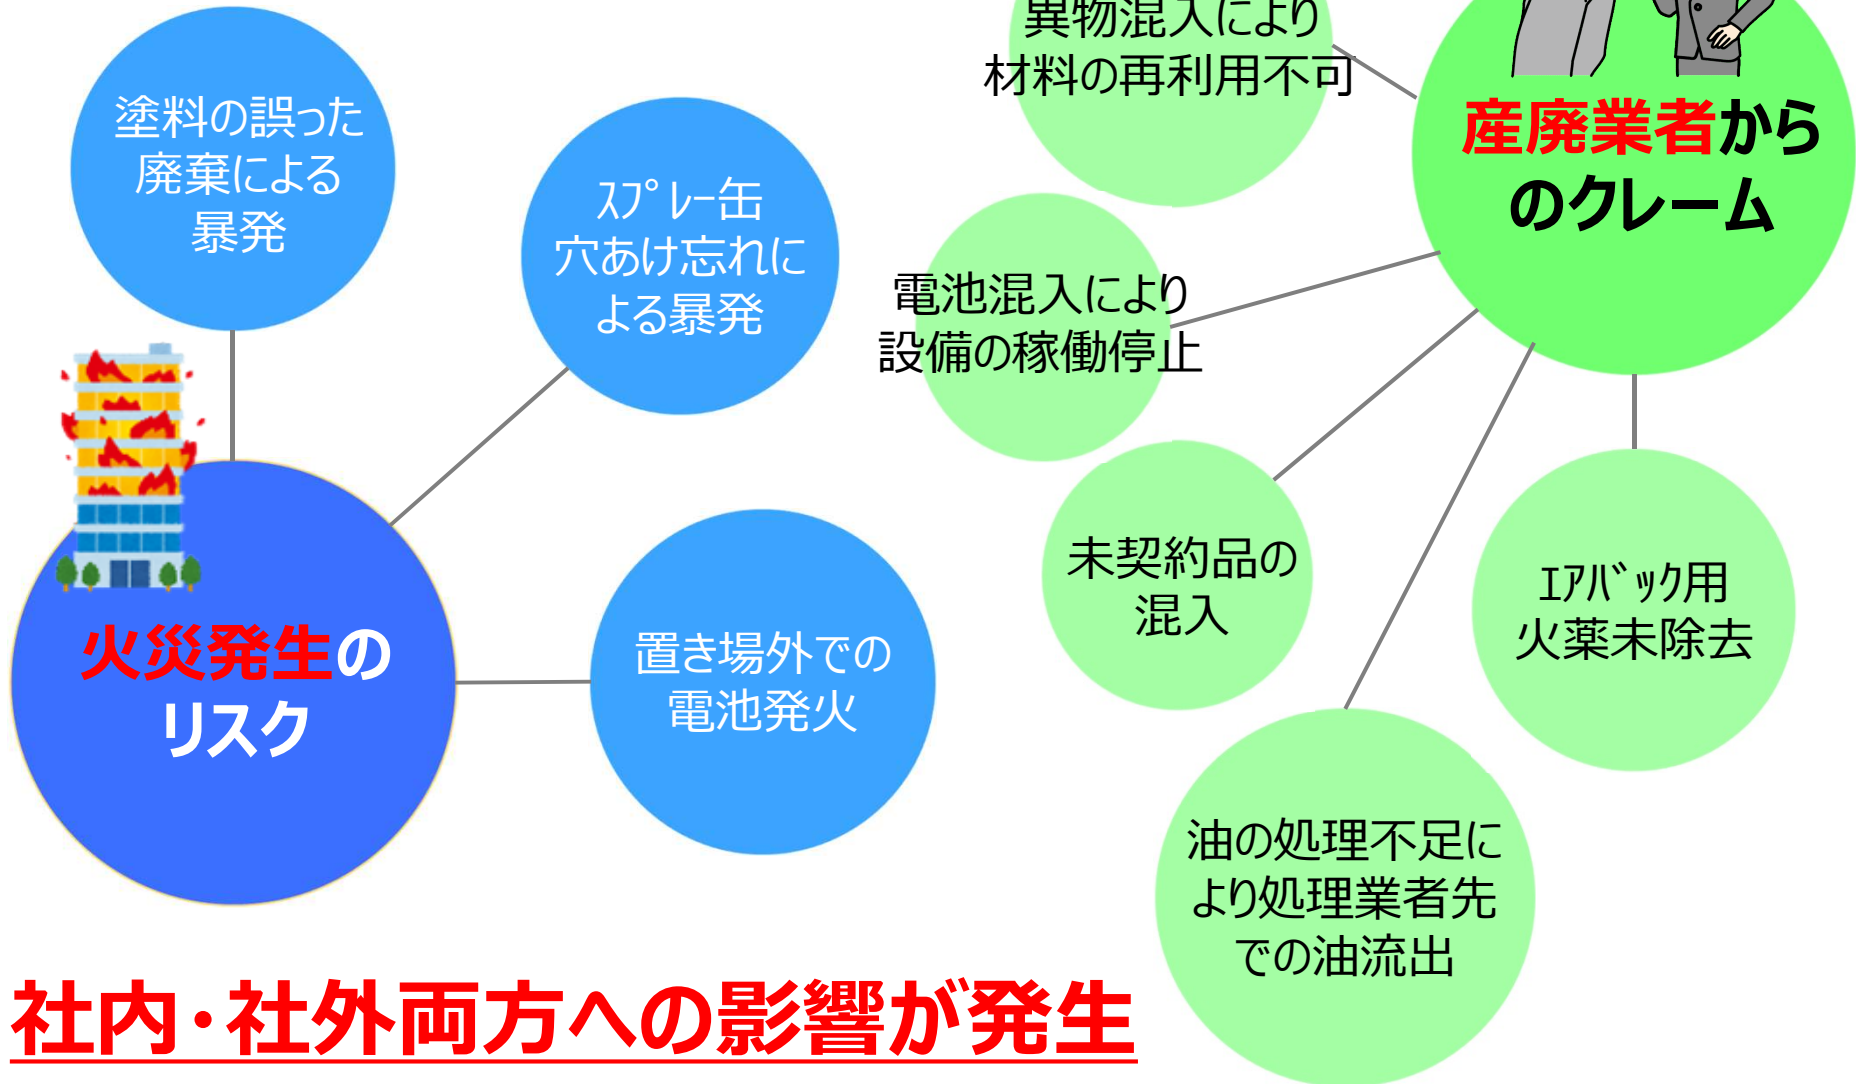 塗料の誤った
廃棄による
暴発
ｽﾌﾟﾚｰ缶
穴あけ忘れに
よる暴発
火災発生の
リスク
置き場外での
電池発火
異物混入により
材料の再利用不可
産廃業者から
のクレーム
電池混入により
設備の稼働停止
未契約品の
混入
ｴｱﾊﾞｯｸ用
火薬未除去
油の処理不足に
より処理業者先
での油流出
社内・社外両方への影響が発生